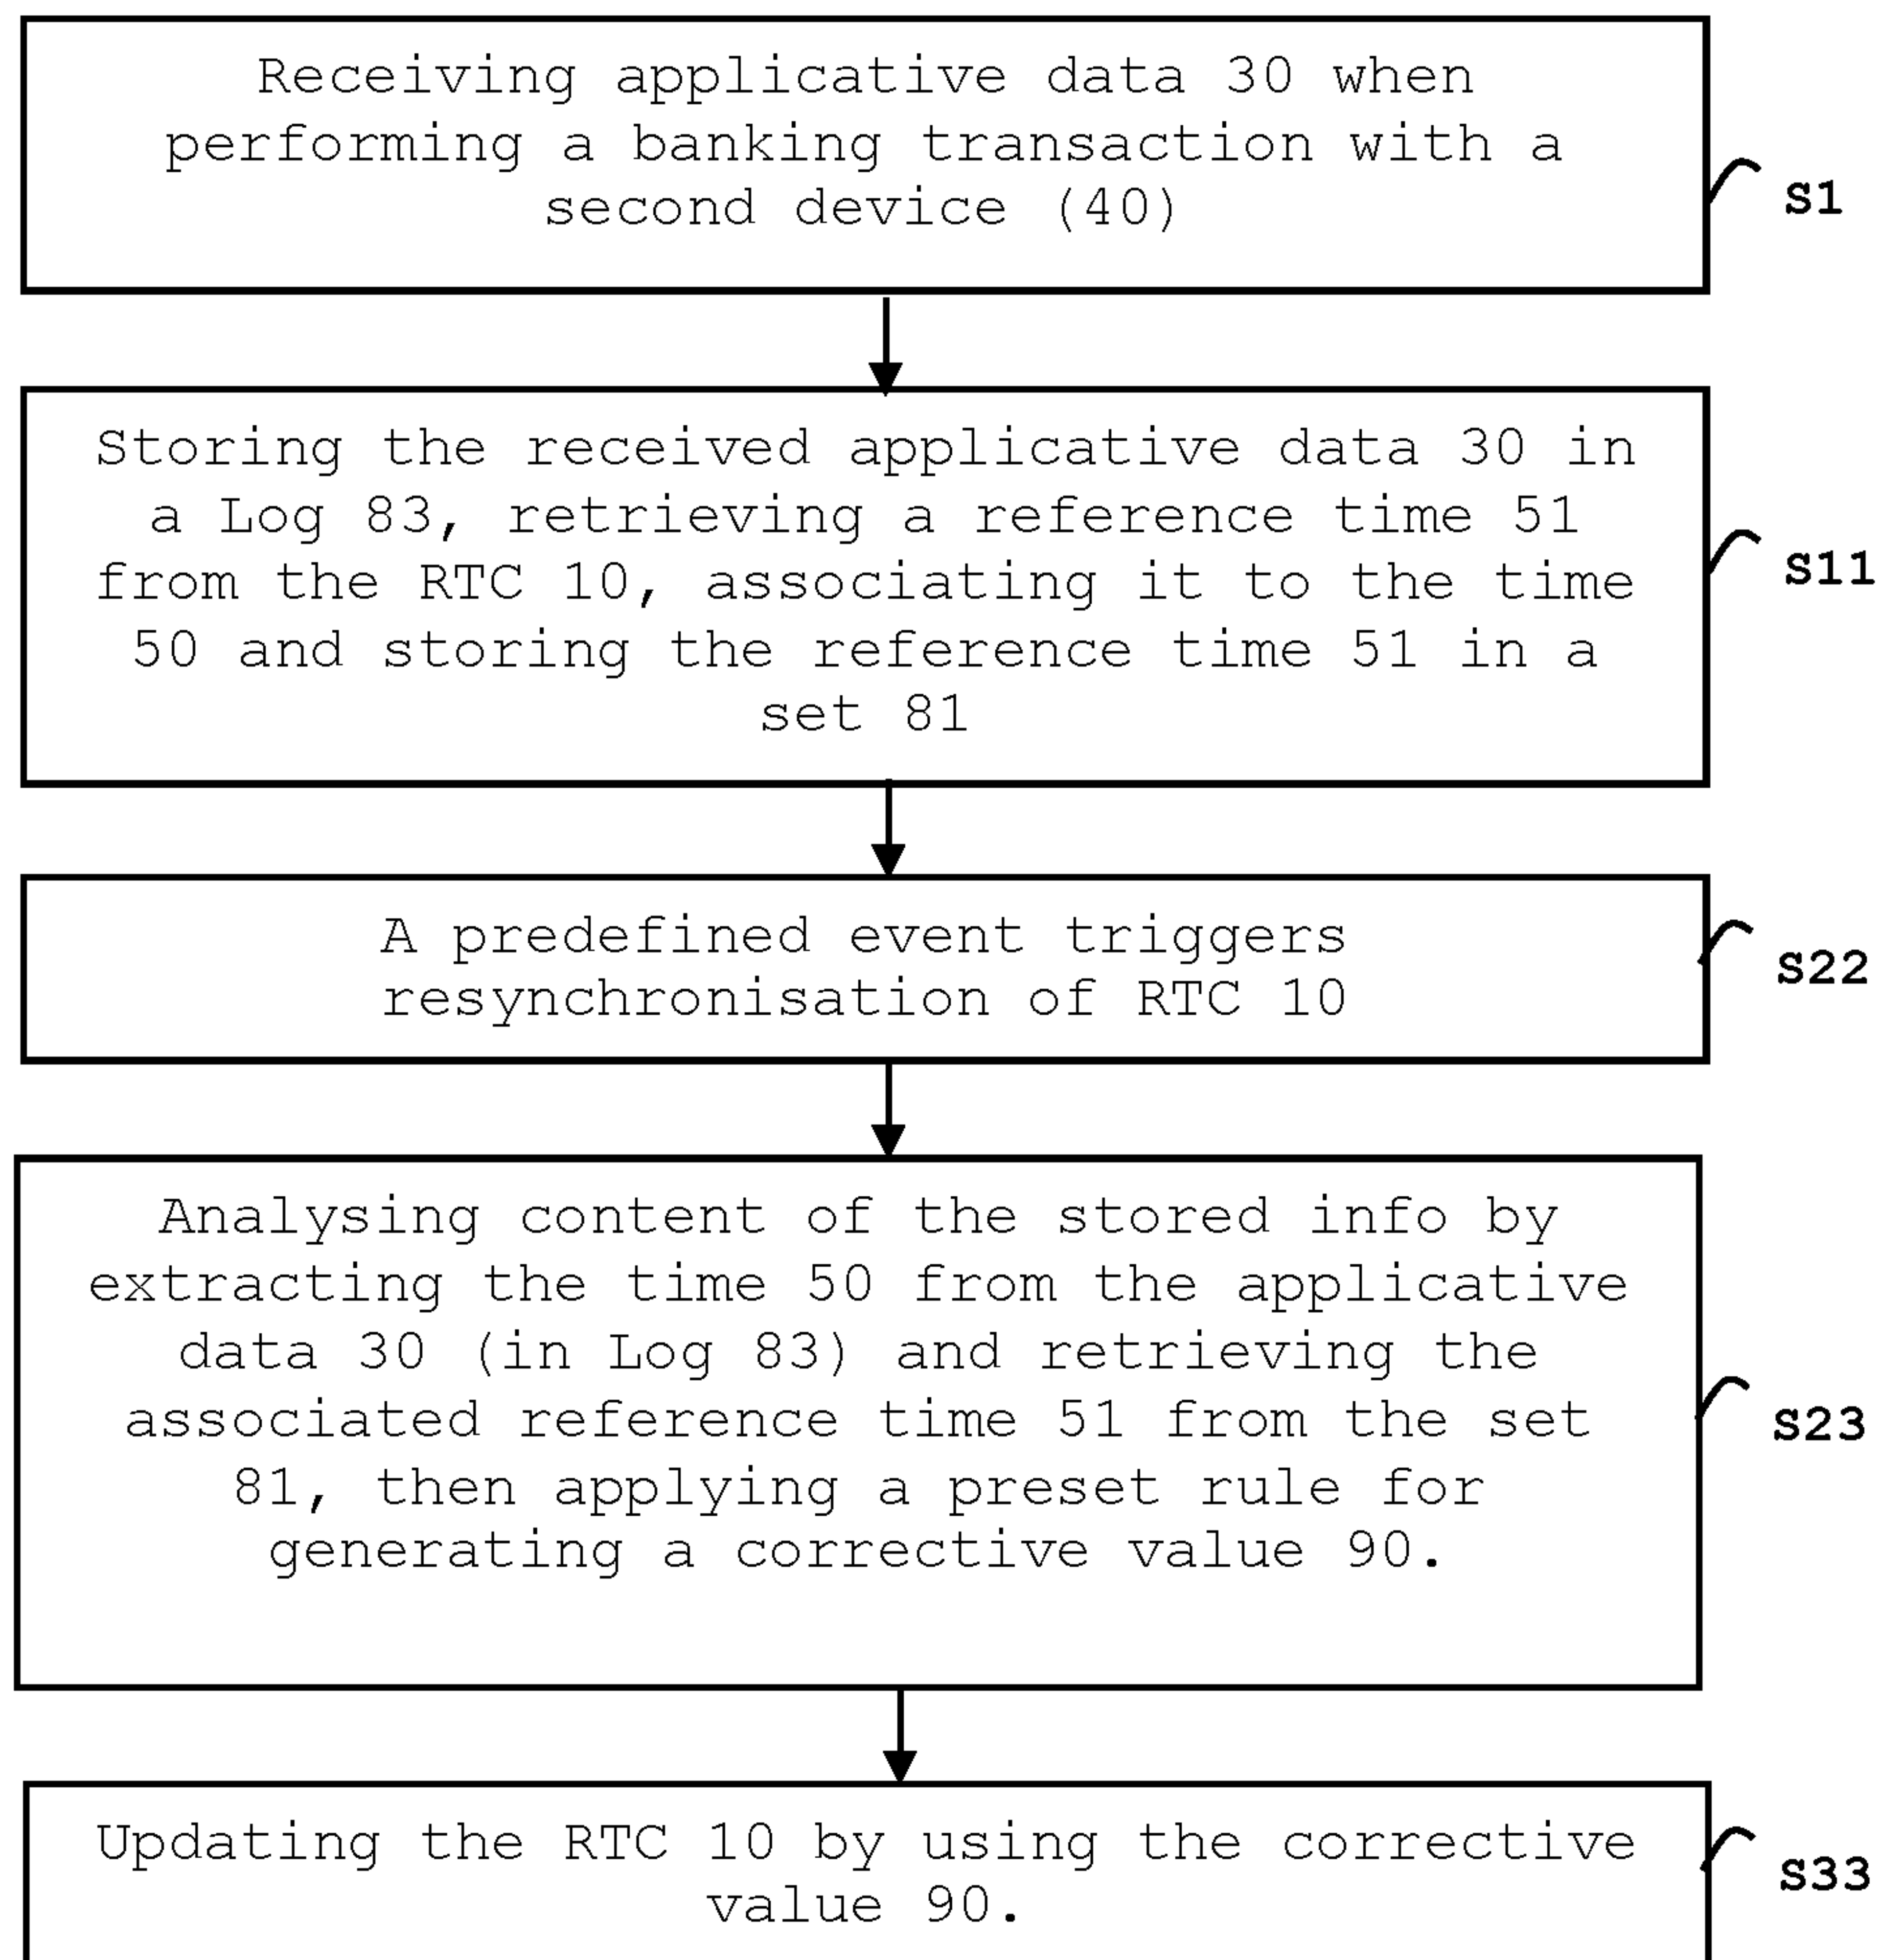 Receiving applicative data 30 when
performing a banking transaction with a
second device (40)
S1
Storing the received applicative data 30 in
a Log 83, retrieving a reference time 51
from the RTC 10, associating it to the time
50 and storing the reference time 51 in a
set 81
S11
A predefined event triggers
resynchronisation of RTC 10
S22
Analysing content of the stored info by
extracting the time 50 from the applicative
data 30 (in Log 83) and retrieving the
associated reference time 51 from the set
81, then applying a preset rule for
generating a corrective value 90.
S23
Updating the RTC 10 by using the corrective
value 90.
S33